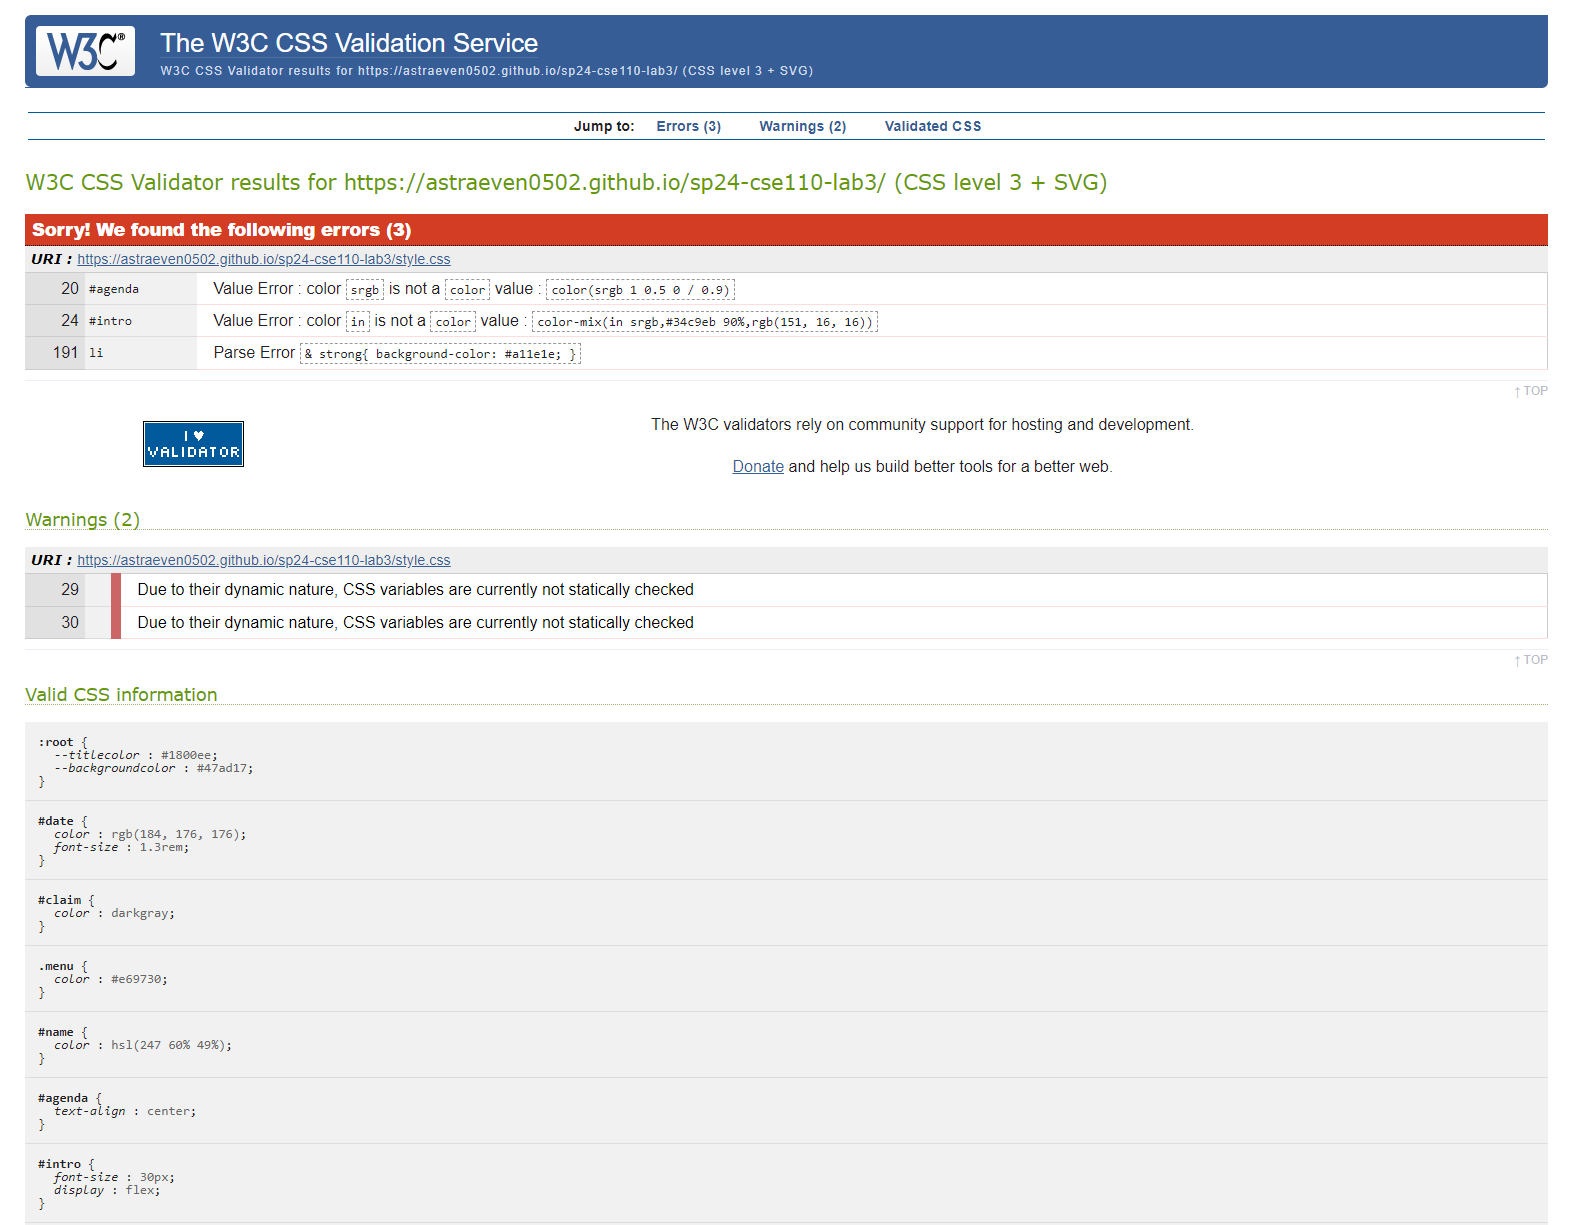 W3C®
The W3C CSS Validation Service
W3C CSS Validator results for https://astraeven0502.github.io/sp24-cse110-lab3/ (CSS level 3 + SVG)
Jump to: Errors (3) Warnings (2) Validated CSS
W3C CSS Validator results for https://astraeven0502.github.io/sp24-cse110-lab3/ (CSS level 3 + SVG)
Sorry! We found the following errors (3)
URI : https://astraeven0502.github.io/sp24-cse110-lab3/style.css
20 #agenda Value Error : color srgb is not a color value : color(srgb 1 0.5 0 / 0.9)
24 #intro Value Error : color in is not a color value : color-mix(in srgb,#34c9eb 90%,rgb(151, 16, 16))
191 li Parse Error & strong{ background-color: #a11e1e; }
↑ TOP
I ♥
VALIDATOR
The W3C validators rely on community support for hosting and development.
Donate and help us build better tools for a better web.
Warnings (2)
URI : https://astraeven0502.github.io/sp24-cse110-lab3/style.css
29 Due to their dynamic nature, CSS variables are currently not statically checked
30 Due to their dynamic nature, CSS variables are currently not statically checked
↑ TOP
Valid CSS information
:root {
--titlecolor : #1800ee;
--backgroundcolor : #47ad17;
}
#date {
color : rgb(184, 176, 176);
font-size : 1.3rem;
}
#claim {
color : darkgray;
}
.menu {
color : #e69730;
}
#name {
color : hsl(247 60% 49%);
}
#agenda {
text-align : center;
}
#intro {
font-size : 30px;
display : flex;
}